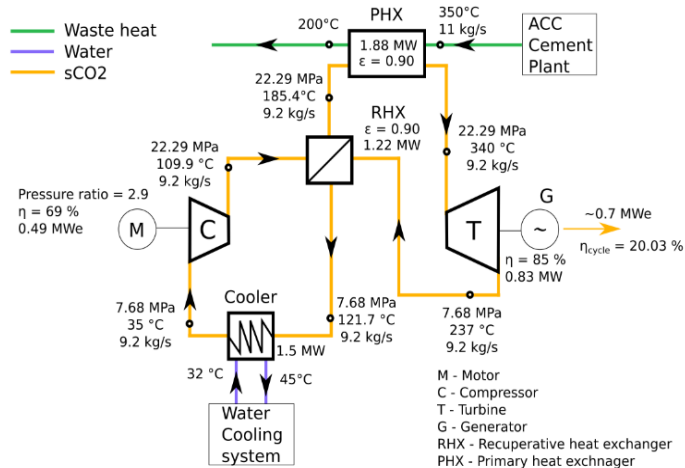 Waste heat
Water
sCO2
200°C
PHX
1.88 MW
ε = 0.90
350°C
11 kg/s
ACC
Cement
Plant
22.29 MPa
185.4°C
9.2 kg/s
RHX
ε = 0.90
1.22 MW
22.29 MPa
340 °C
9.2 kg/s
22.29 MPa
109.9 °C
9.2 kg/s
Pressure ratio = 2.9
η = 69 %
0.49 MWe
M
C
T
G
~
~0.7 MWe
ηcycle = 20.03 %
η = 85 %
0.83 MW
7.68 MPa
35 °C
9.2 kg/s
Cooler
1.5 MW
7.68 MPa
121.7 °C
9.2 kg/s
7.68 MPa
237 °C
9.2 kg/s
32 °C
45°C
Water
Cooling
system
M - Motor
C - Compressor
T - Turbine
G - Generator
RHX - Recuperative heat exchanger
PHX - Primary heat exchnager